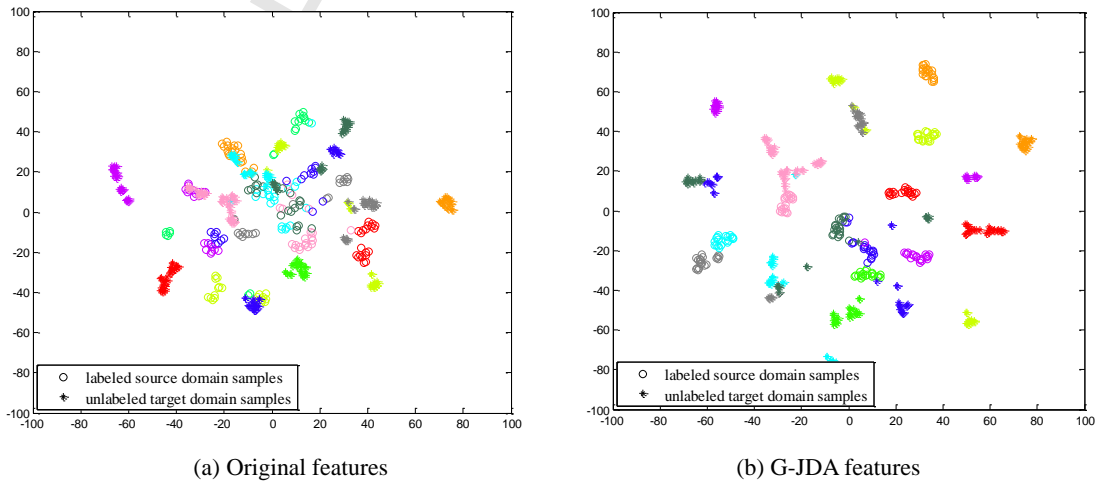 100
80
60
40
20
0
-20
-40
-60
-80
-100
-100 -80 -60 -40 -20 0 20 40 60 80 100
labeled source domain samples
unlabeled target domain samples
(a) Original features
100
80
60
40
20
0
-20
-40
-60
-80
-100
-100 -80 -60 -40 -20 0 20 40 60 80 100
labeled source domain samples
unlabeled target domain samples
(b) G-JDA features